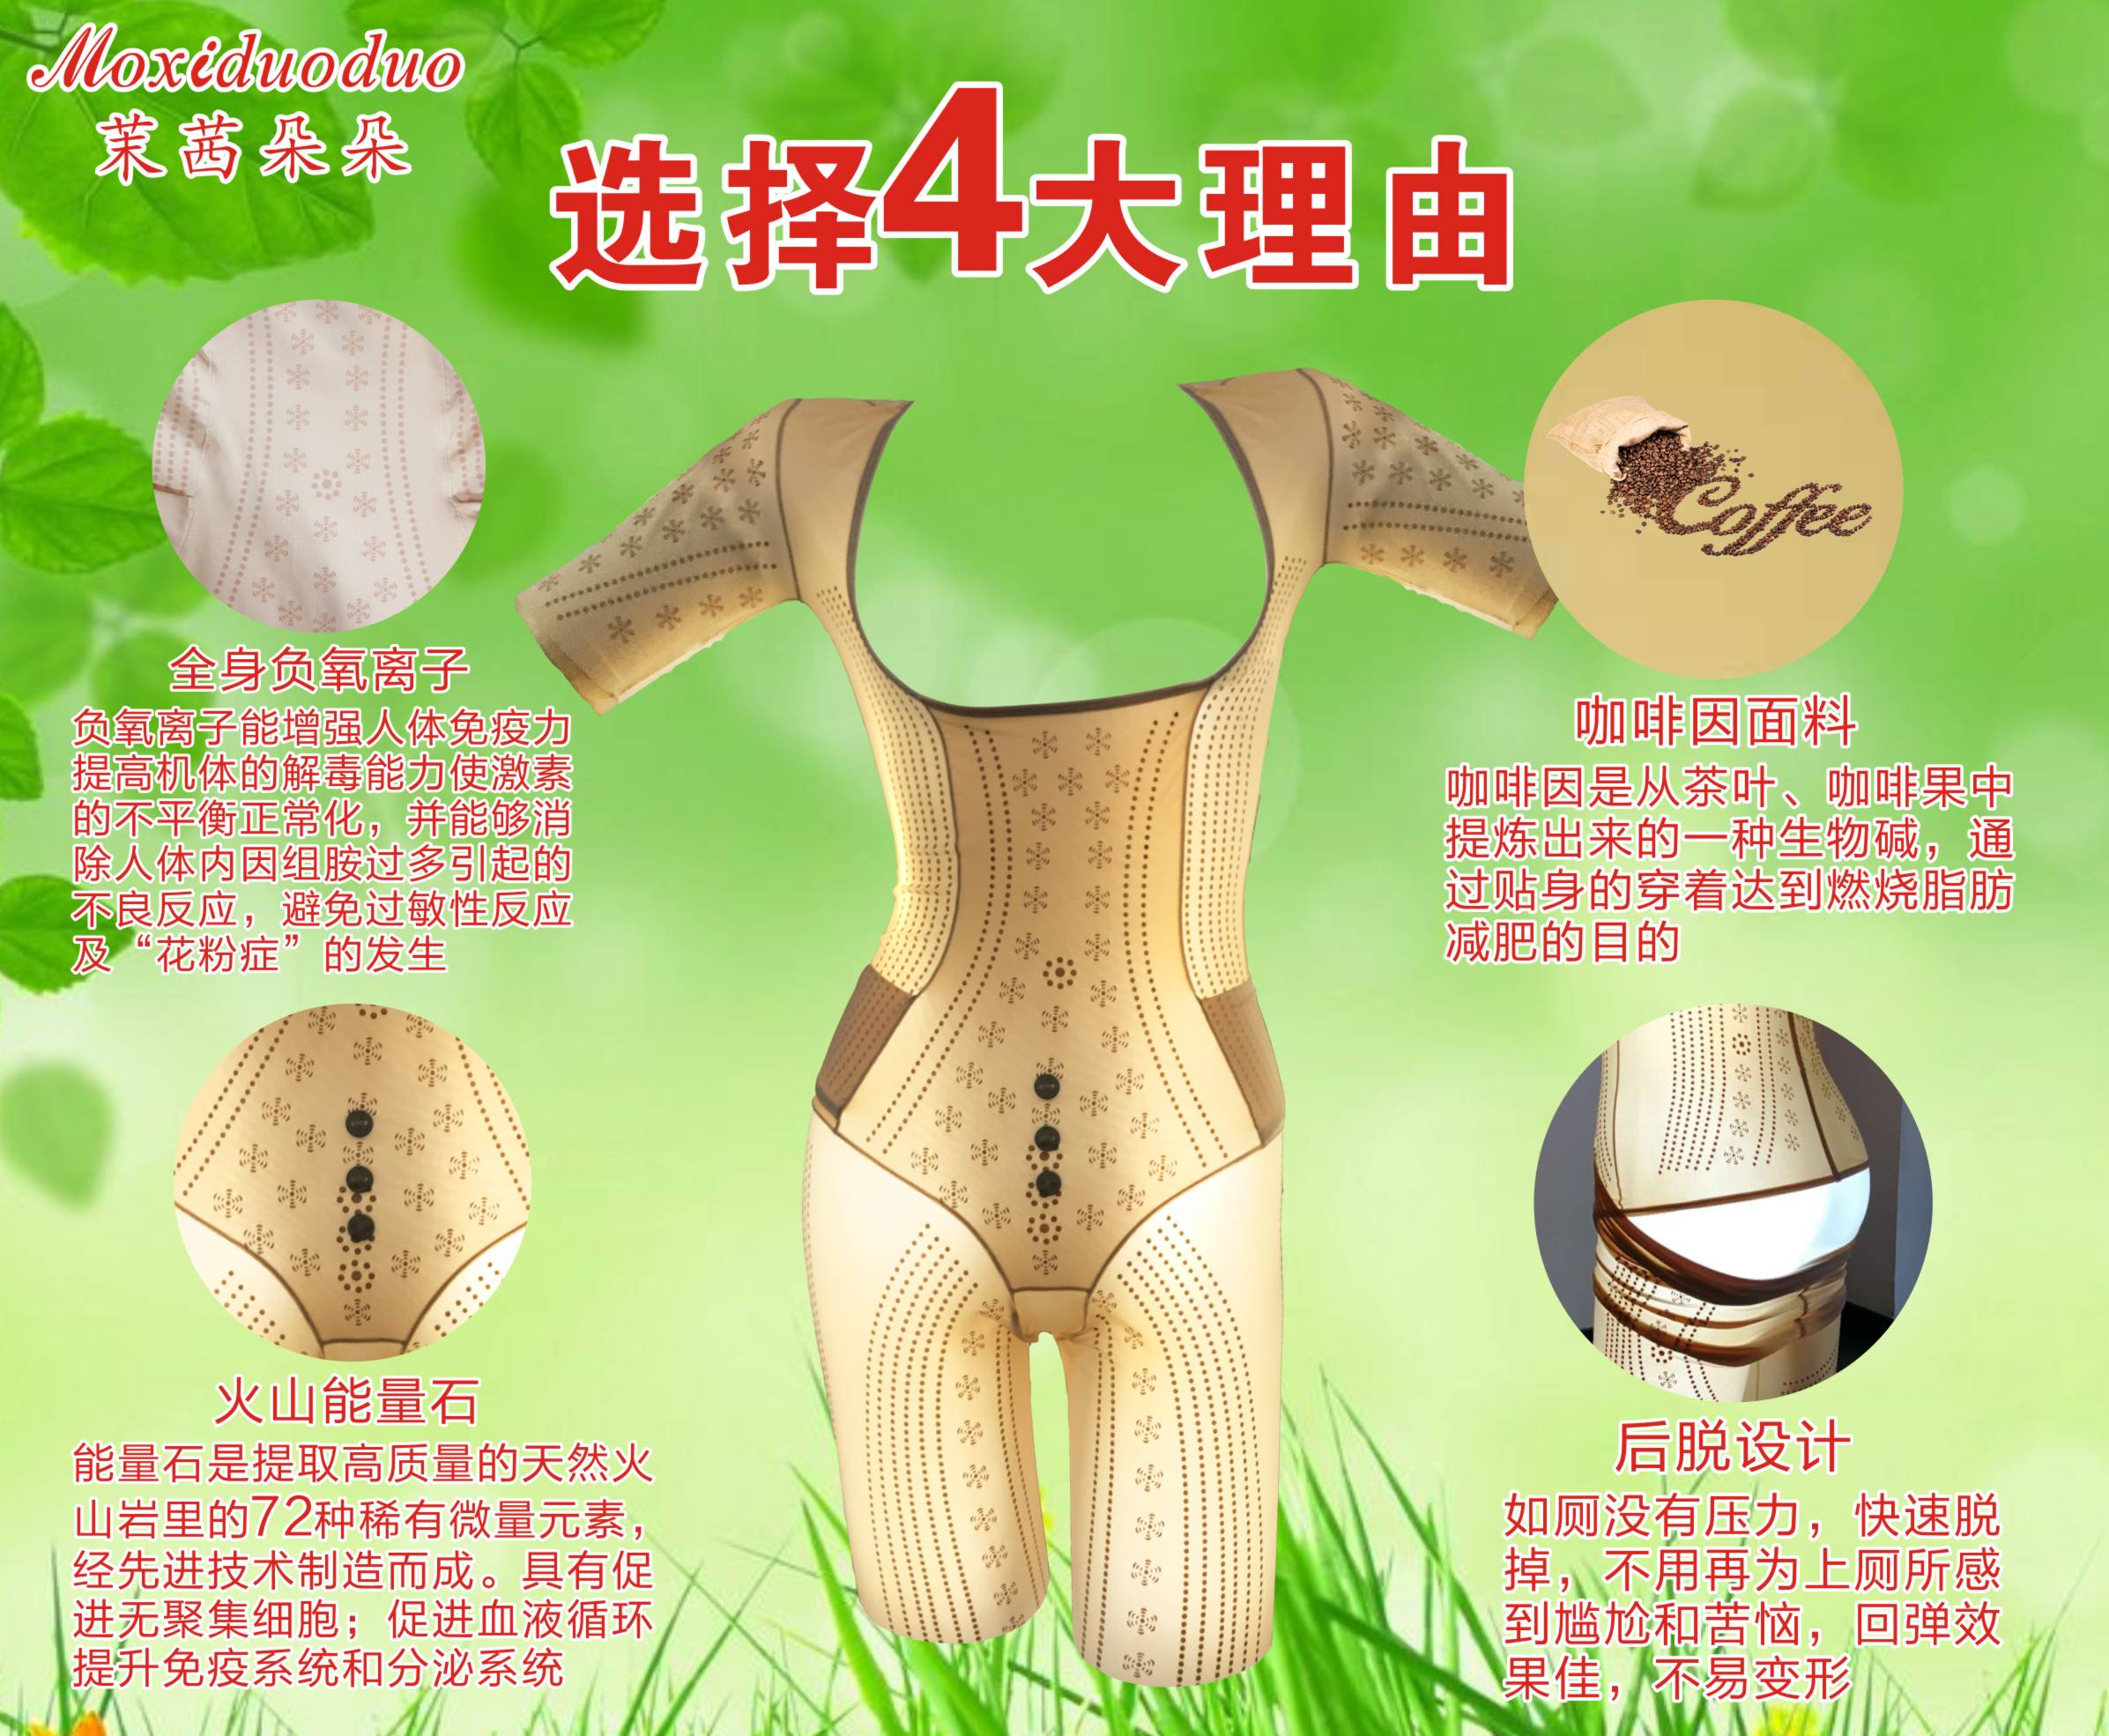 Moxiduoduo
茉茜朵朵
选择4大理由
全身负氧离子
负氧离子能增强人体免疫力
提高机体的解毒能力使激素
的不平衡正常化，并能够消
除人体内因组胺过多引起的
不良反应，避免过敏性反应
及“花粉症”的发生
Coffee
咖啡因面料
咖啡因是从茶叶、咖啡果中
提炼出来的一种生物碱，通
过贴身的穿着达到燃烧脂肪
减肥的目的
火山能量石
能量石是提取高质量的天然火
山岩里的72种稀有微量元素，
经先进技术制造而成。具有促
进无聚集细胞；促进血液循环
提升免疫系统和分泌系统
后脱设计
如厕没有压力，快速脱
掉，不用再为上厕所感
到尴尬和苦恼，回弹效
果佳，不易变形